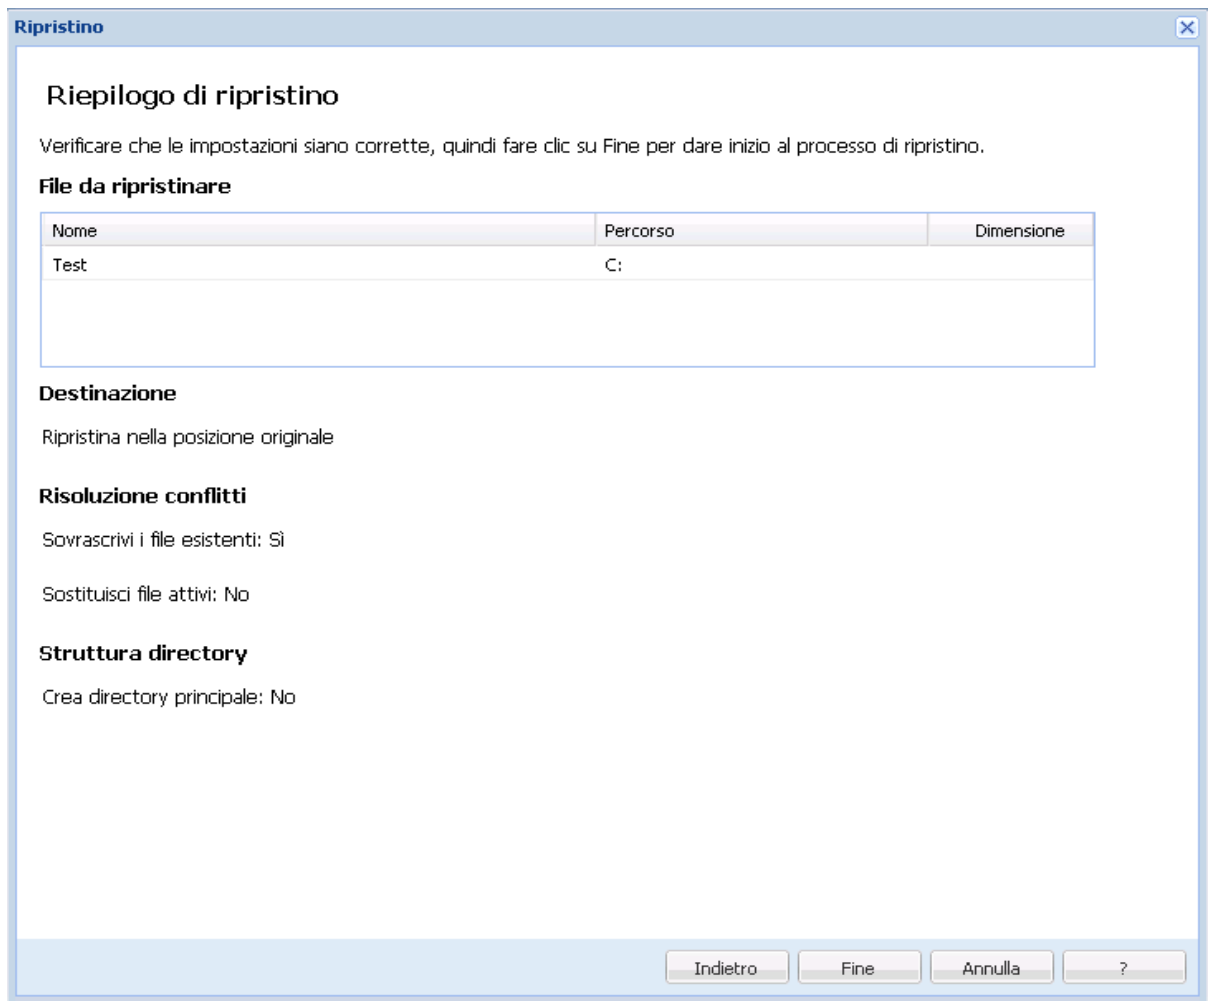 Ripristino
Riepilogo di ripristino
Verificare che le impostazioni siano corrette, quindi fare clic su Fine per dare inizio al processo di ripristino.
File da ripristinare
Nome Percorso Dimensione
Test C:
Destinazione
Ripristina nella posizione originale
Risoluzione conflitti
Sovrascrivi i file esistenti: Sì
Sostituisci file attivi: No
Struttura directory
Crea directory principale: No
Indietro Fine Annulla ?